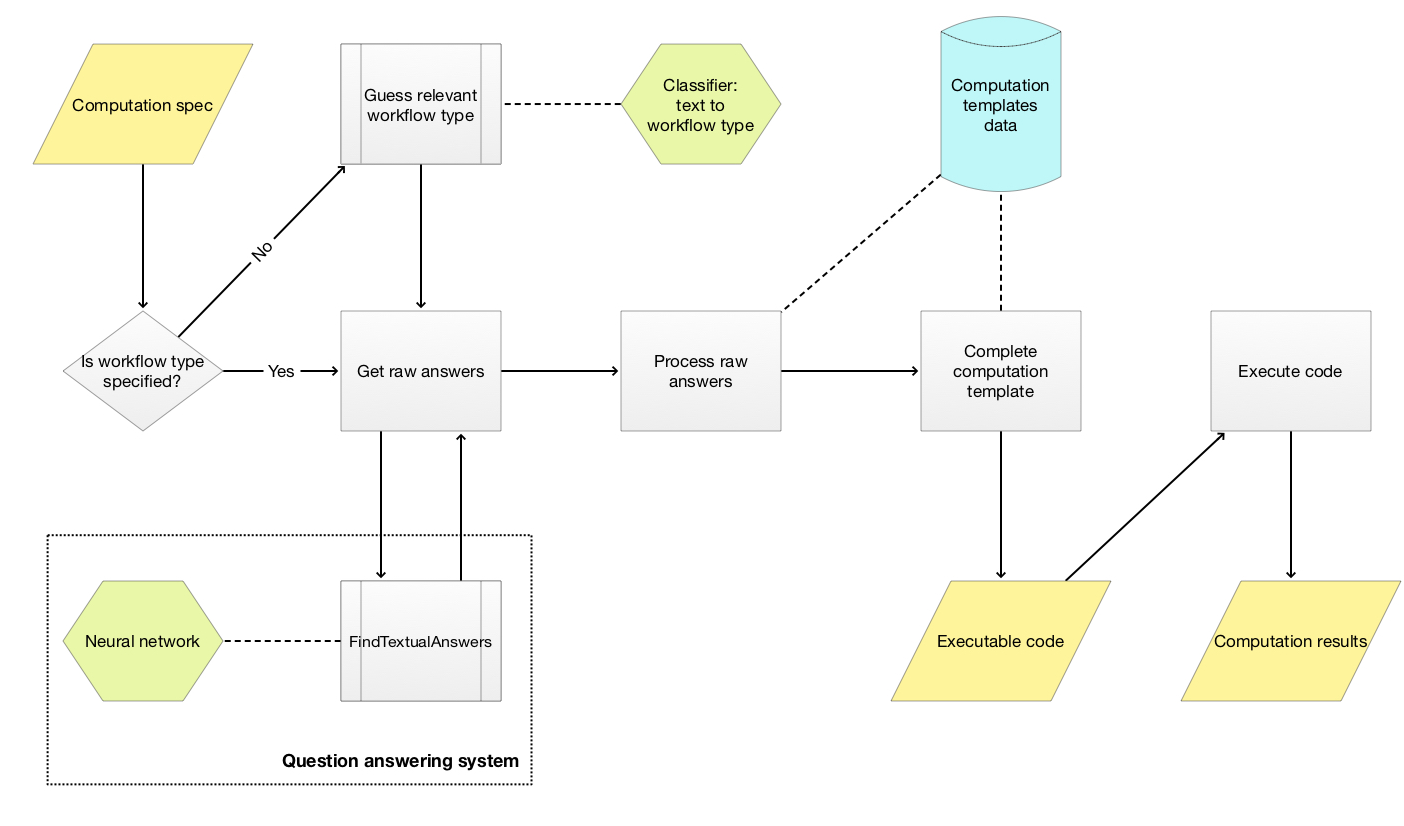 Computation spec
Guess relevant
workflow type
Classifier:
text to
workflow type
Computation
templates
data
No
Is workflow type
specified?
Yes
Get raw answers
Process raw
answers
Complete
computation
template
Execute code
Neural network
FindTextualAnswers
Executable code
Computation results
Question answering system